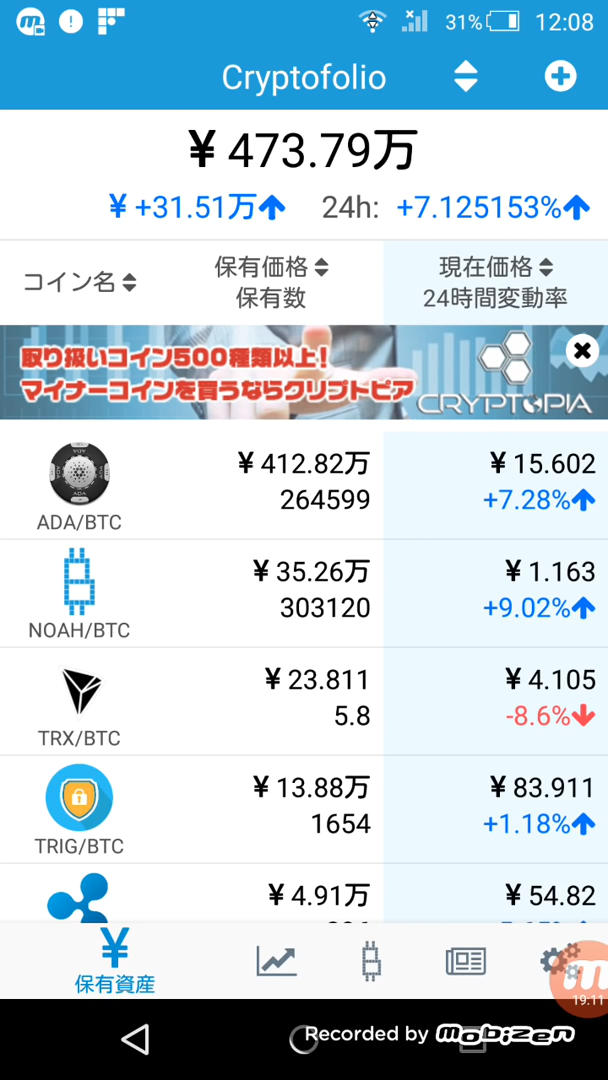 31% 12:08
Cryptofolio
¥ 473.79万
¥ +31.51万 24h: +7.125153%
コイン名
保有価格
保有数
現在価格
24時間変動率
取り扱いコイン500種類以上!
マイナーコインを買うならクリプトピア
CRYPTOPIA
ADA/BTC
¥ 412.82万
264599
¥ 15.602
+7.28%
NOAH/BTC
¥ 35.26万
303120
¥ 1.163
+9.02%
TRX/BTC
¥ 23.811
5.8
¥ 4.105
-8.6%
TRIG/BTC
¥ 13.88万
1654
¥ 83.911
+1.18%
¥ 4.91万
¥ 54.82
¥
保有資産
19:11
Recorded by mobizen